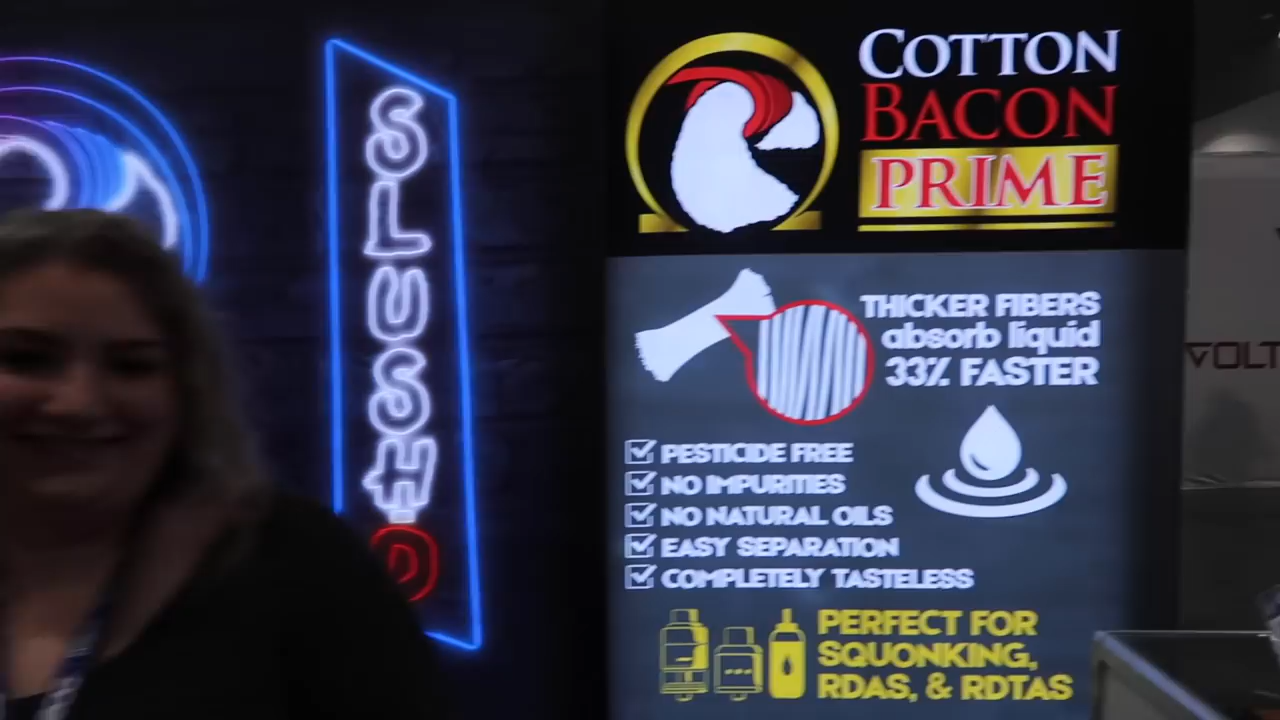 SLUSHD
COTTON
BACON
PRIME
THICKER FIBERS
absorb liquid
33% FASTER
PESTICIDE FREE
NO IMPURITIES
NO NATURAL OILS
EASY SEPARATION
COMPLETELY TASTELESS
PERFECT FOR
SQUONKING,
RDAS, & RDTAS